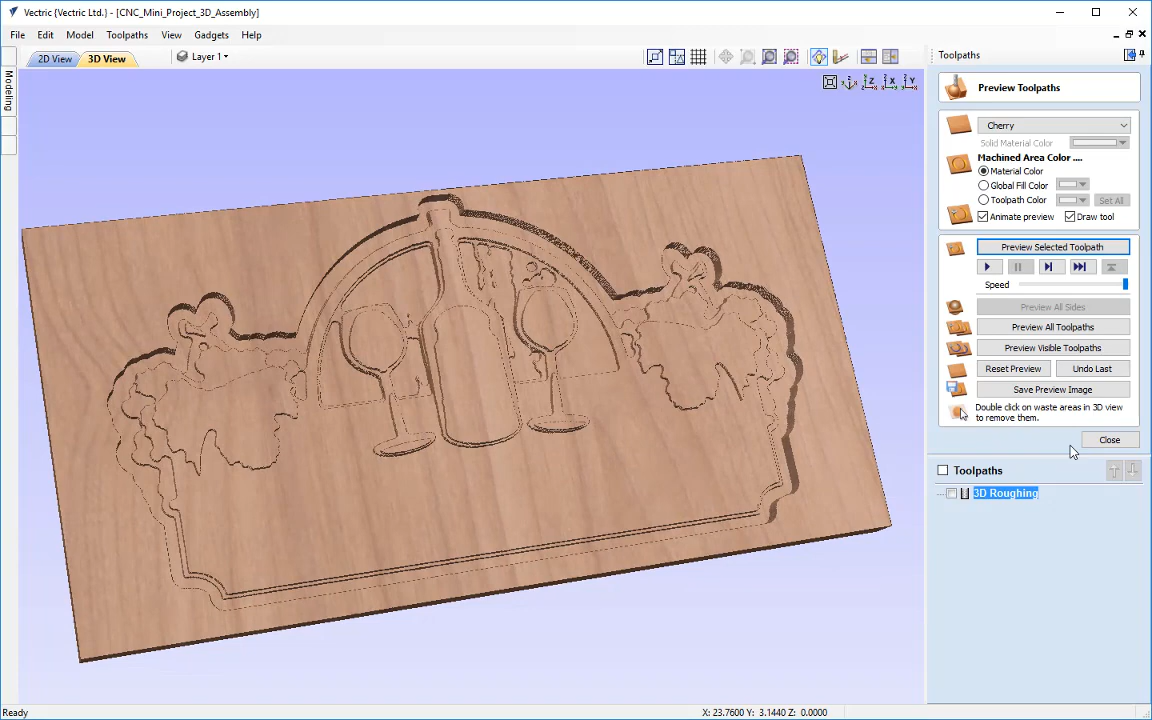 Vectric {Vectric Ltd.} - [CNC_Mini_Project_3D_Assembly]
File Edit Model Toolpaths View Gadgets Help
2D View 3D View Layer 1
Toolpaths
Modeling
Z X Y
Preview Toolpaths
Cherry
Solid Material Color
Machined Area Color ....
Material Color
Global Fill Color
Toolpath Color Set All
Animate preview Draw tool
Preview Selected Toolpath
Speed
Preview All Sides
Preview All Toolpaths
Preview Visible Toolpaths
Reset Preview Undo Last
Save Preview Image
Double click on waste areas in 3D view
to remove them.
Close
Toolpaths
3D Roughing
Ready X: 23.7600 Y: 3.1440 Z: 0.0000